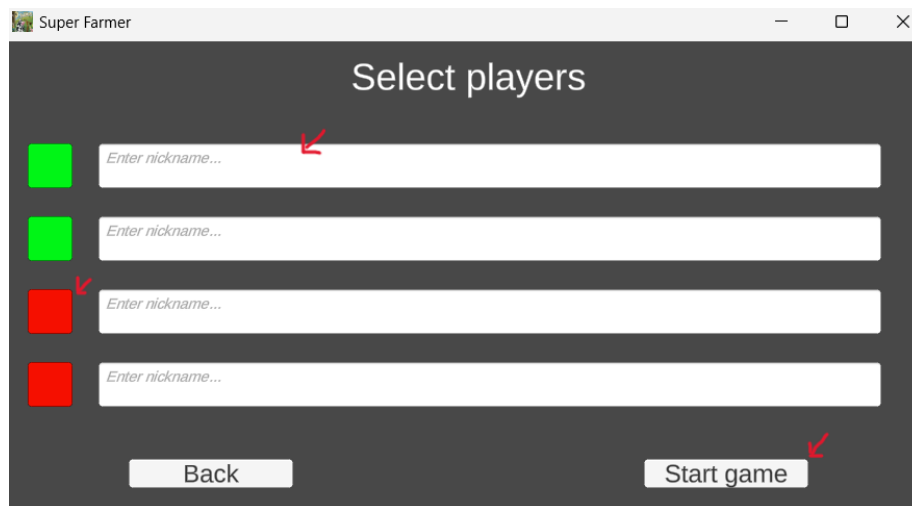 Super Farmer
Select players
Enter nickname...
Enter nickname...
Enter nickname...
Enter nickname...
Back
Start game